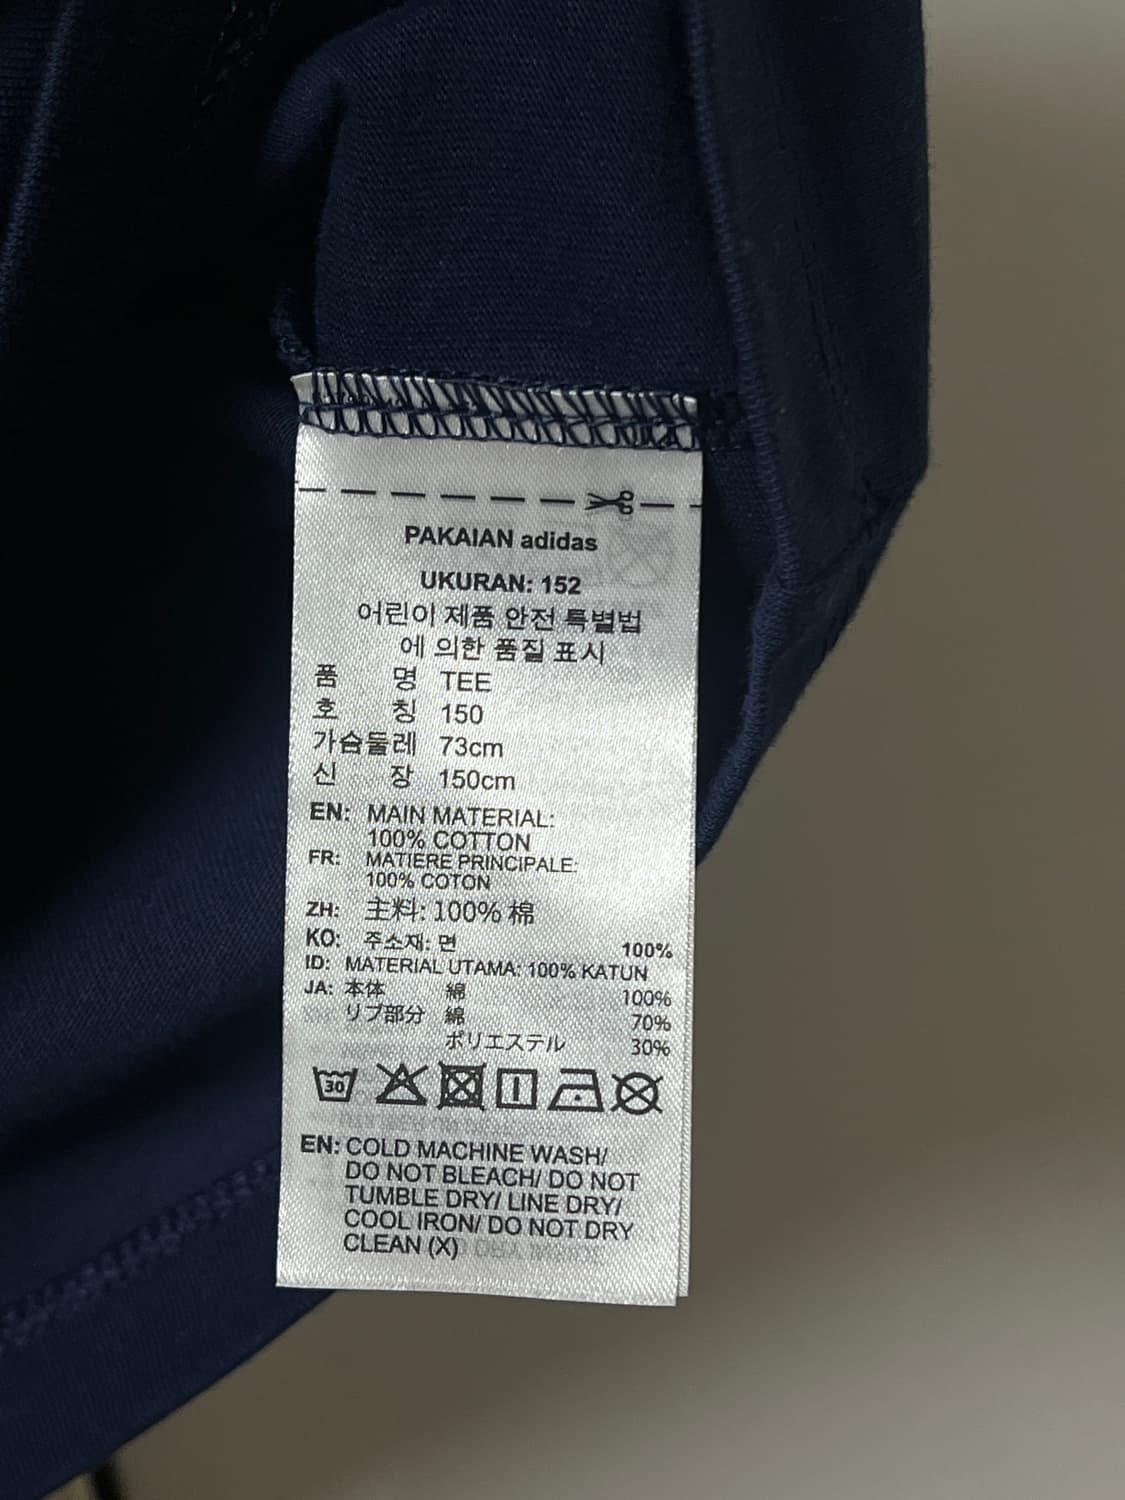 PAKAIAN adidas
UKURAN: 152
어린이 제품 안전 특별법
에 의한 품질 표시
품 명 TEE
호 칭 150
가슴둘레 73cm
신 장 150cm
EN: MAIN MATERIAL:
100% COTTON
FR: MATIERE PRINCIPALE:
100% COTON
ZH: 主料: 100% 棉
KO: 주소재: 면 100%
ID: MATERIAL UTAMA: 100% KATUN
JA: 本体 綿 100%
リブ部分 綿 70%
ポリエステル 30%
30
EN: COLD MACHINE WASH/
DO NOT BLEACH/ DO NOT
TUMBLE DRY/ LINE DRY/
COOL IRON/ DO NOT DRY
CLEAN (X)